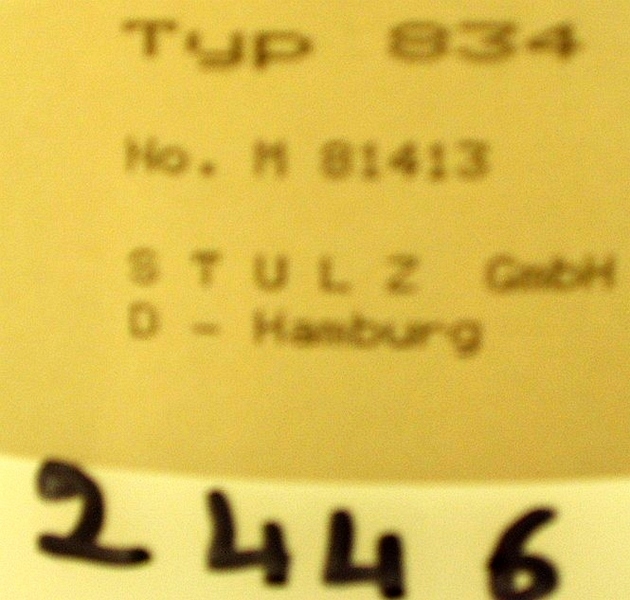 Typ 834
No. M 81413
S T U L Z GmbH
D - Hamburg
2446